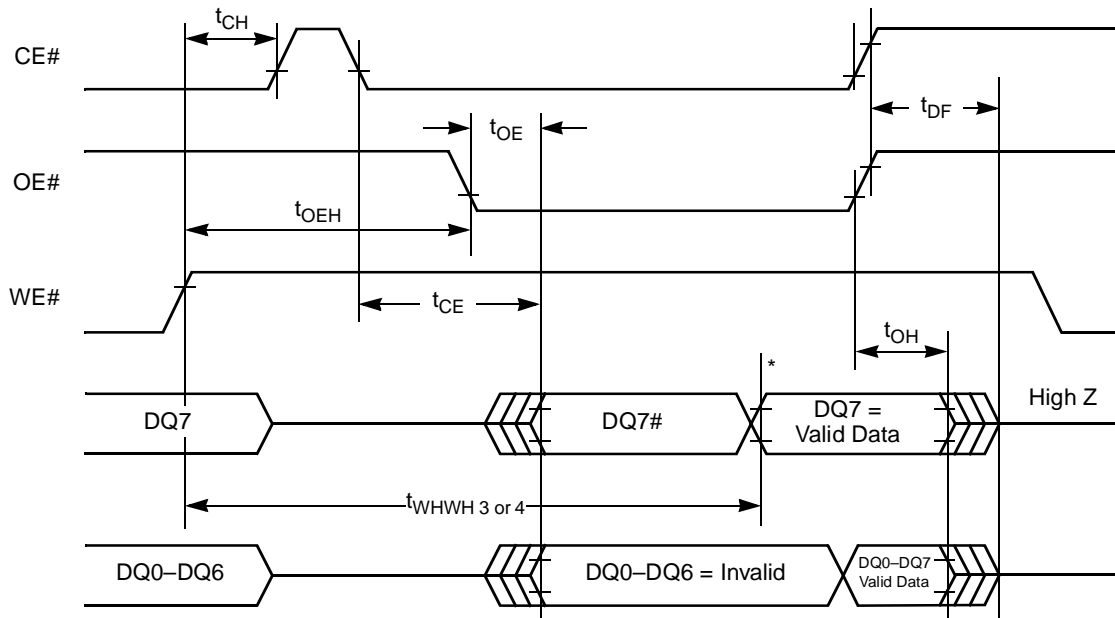 tCH
CE#
tDF
tOE
OE#
tOEH
WE#
tCE
tOH
*
DQ7
DQ7#
DQ7 =
Valid Data
High Z
tWHWH 3 or 4
DQ0–DQ6
DQ0–DQ6 = Invalid
DQ0–DQ7
Valid Data